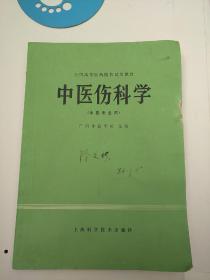 全国高等医药院校试用教材
中医伤科学
(中医专业用)
广州中医学院 主编
上海科学技术出版社